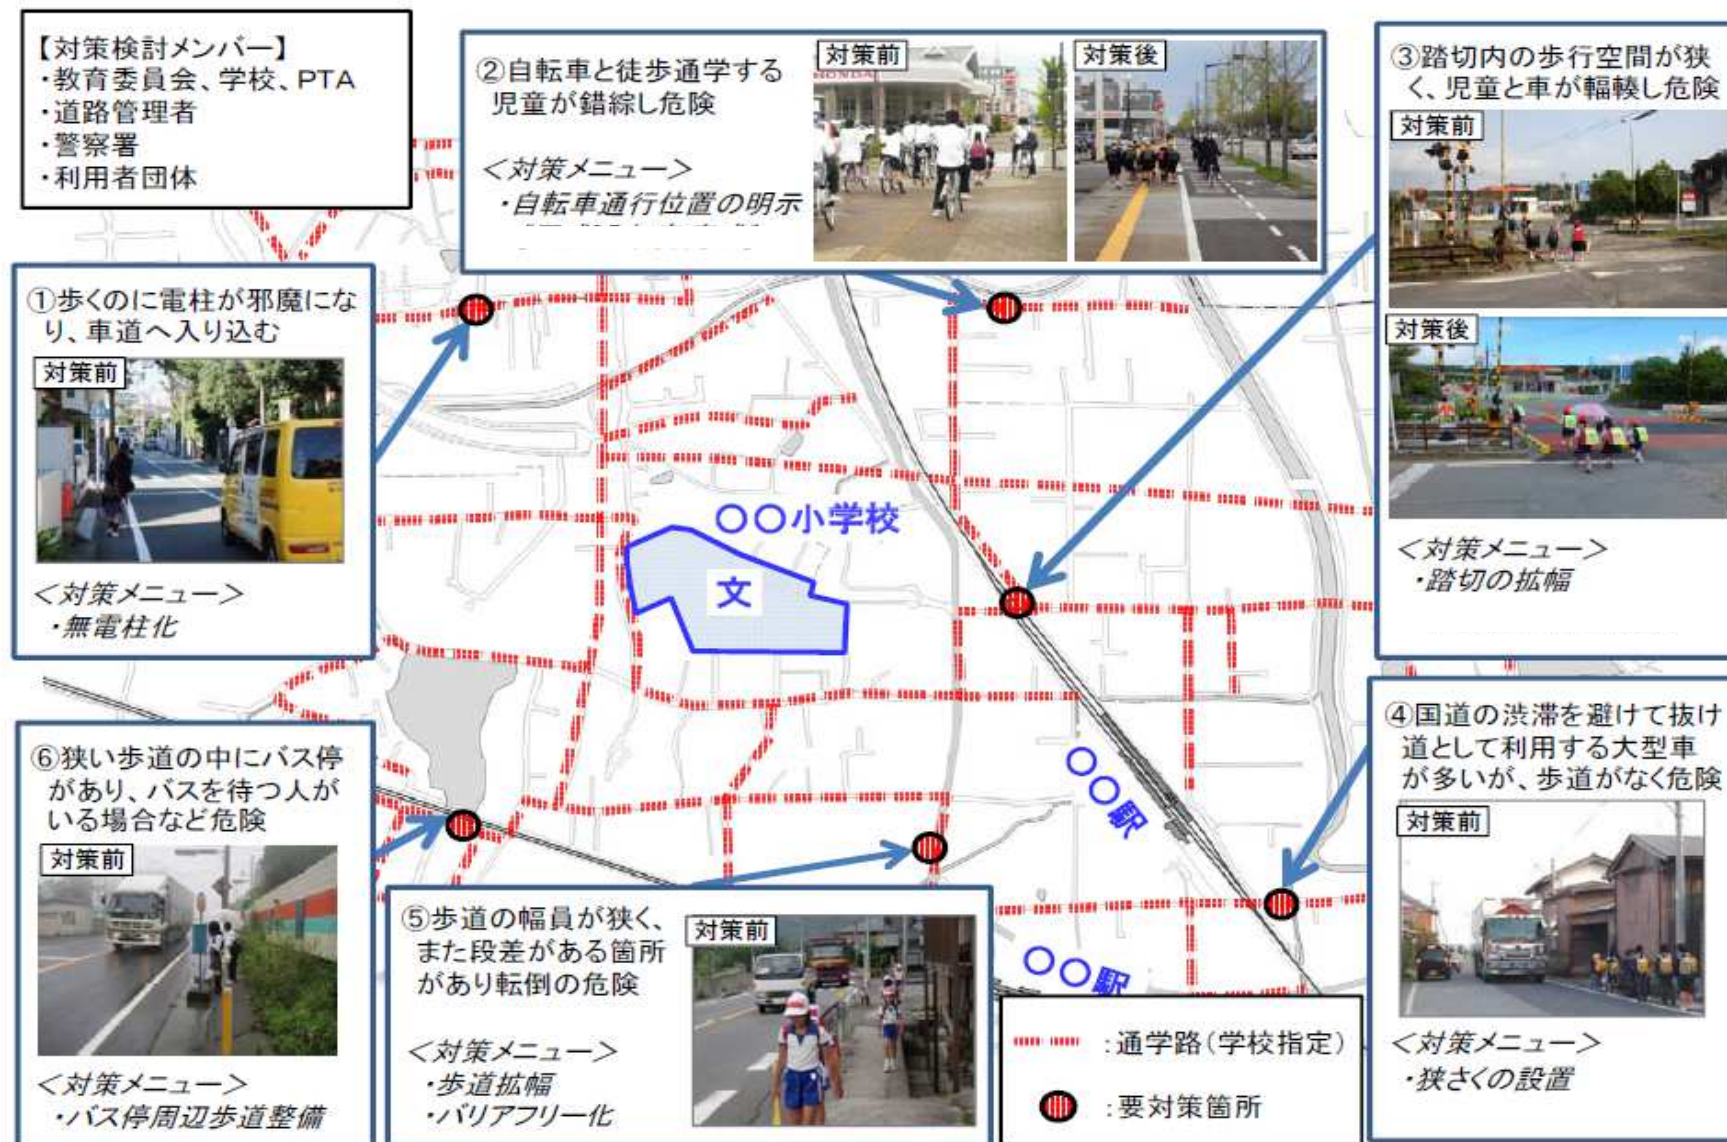 【対策検討メンバー】
・教育委員会、学校、PTA
・道路管理者
・警察署
・利用者団体
②自転車と徒歩通学する
児童が錯綜し危険
<対策メニュー>
・自転車通行位置の明示
対策前
HONDA
対策後
③踏切内の歩行空間が狭
く、児童と車が輻輳し危険
対策前
対策後
<対策メニュー>
・踏切の拡幅
①歩くのに電柱が邪魔にな
り、車道へ入り込む
対策前
<対策メニュー>
・無電柱化
〇〇小学校
文
〇〇駅
〇〇駅
④国道の渋滞を避けて抜け
道として利用する大型車
が多いが、歩道がなく危険
対策前
<対策メニュー>
・狭さくの設置
⑥狭い歩道の中にバス停
があり、バスを待つ人が
いる場合など危険
対策前
<対策メニュー>
・バス停周辺歩道整備
⑤歩道の幅員が狭く、
また段差がある箇所
があり転倒の危険
<対策メニュー>
・歩道拡幅
・バリアフリー化
対策前
:通学路(学校指定)
:要対策箇所